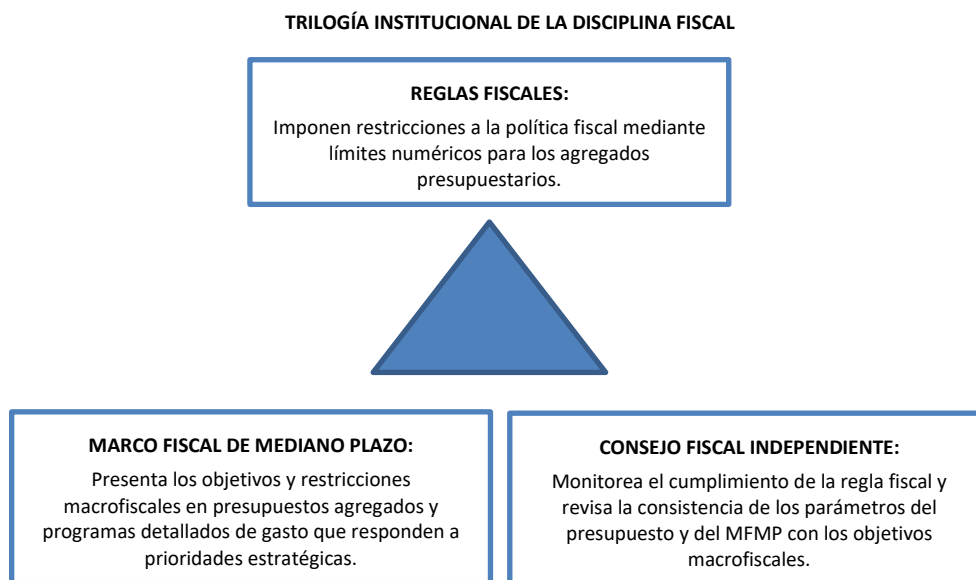 TRILOGÍA INSTITUCIONAL DE LA DISCIPLINA FISCAL
REGLAS FISCALES:
Imponen restricciones a la política fiscal mediante
límites numéricos para los agregados
presupuestarios.
MARCO FISCAL DE MEDIANO PLAZO:
Presenta los objetivos y restricciones
macrofiscales en presupuestos agregados y
programas detallados de gasto que responden a
prioridades estratégicas.
CONSEJO FISCAL INDEPENDIENTE:
Monitorea el cumplimiento de la regla fiscal y
revisa la consistencia de los parámetros del
presupuesto y del MFMP con los objetivos
macrofiscales.